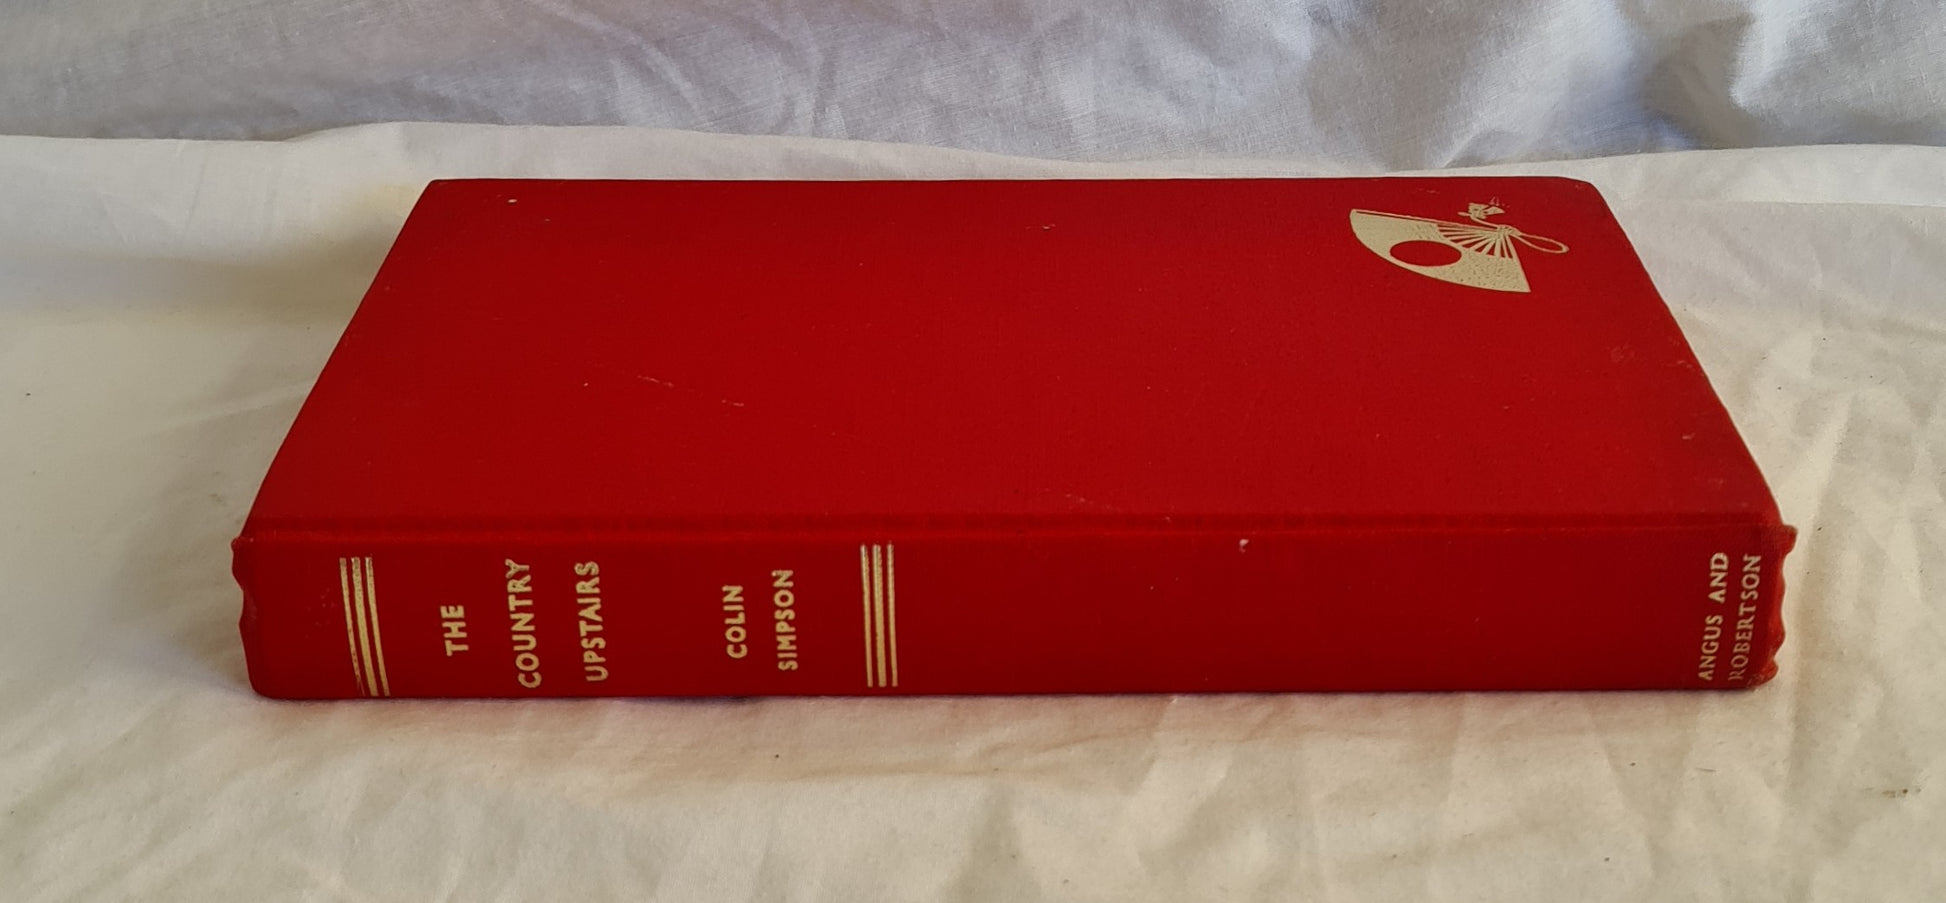 THE
COUNTRY
UPSTAIRS
COLIN
SIMPSON
ANGUS AND
ROBERTSON